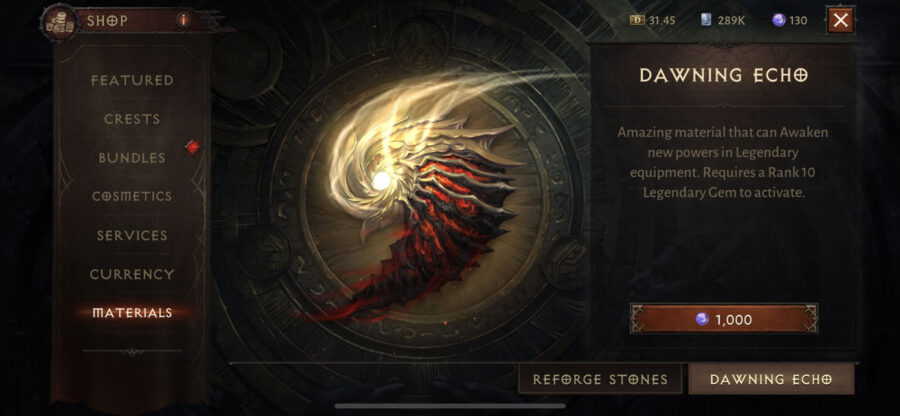 SHOP
i
D 31.45
289K
130
X
DAWNING ECHO
FEATURED
CRESTS
BUNDLES
COSMETICS
SERVICES
CURRENCY
MATERIALS
Amazing material that can Awaken
new powers in Legendary
equipment. Requires a Rank 10
Legendary Gem to activate.
1,000
REFORGE STONES
DAWNING ECHO